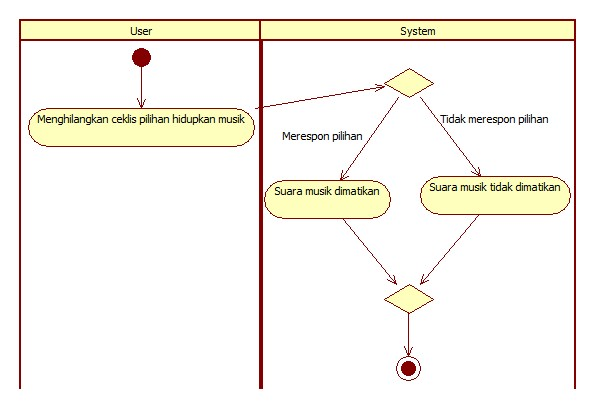 User
System
Menghilangkan ceklis pilihan hidupkan musik
Merespon pilihan
Tidak merespon pilihan
Suara musik dimatikan
Suara musik tidak dimatikan